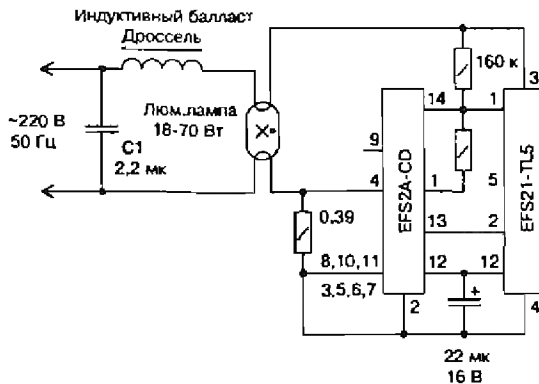 Индуктивный балласт
Дроссель
~220 В
50 Гц
С1
2,2 мк
Люм.лампа
18-70 Вт
160 к
3
14
1
9
4
1
5
0,39
13
2
8,10,11
12
12
3,5,6,7
2
4
EFS2A-CD
EFS21-TL5
+
22 мк
16 В